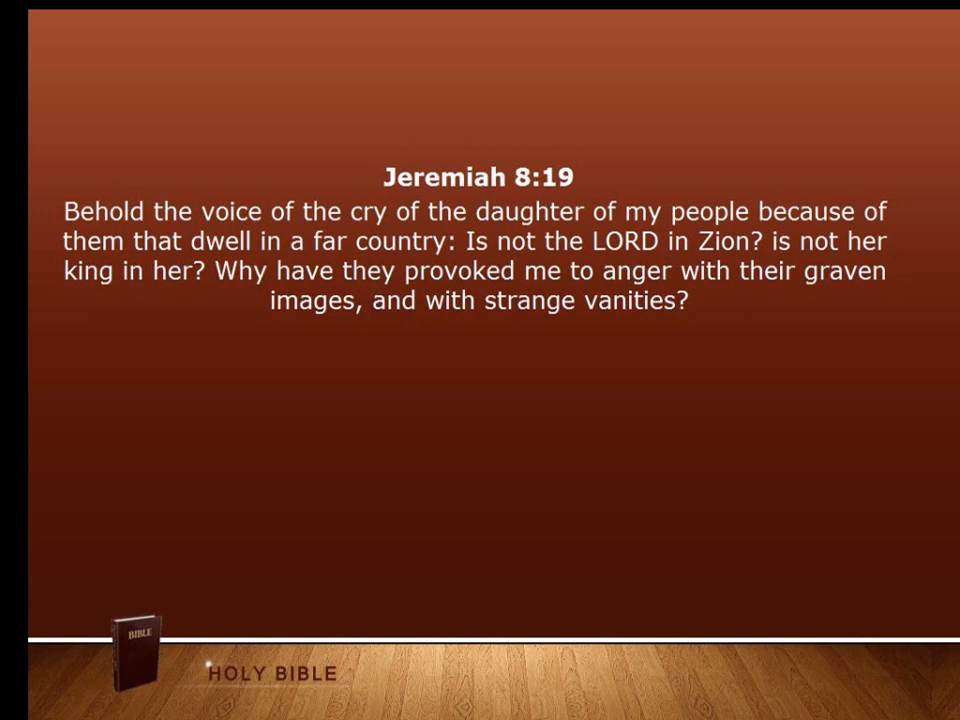 Jeremiah 8:19
Behold the voice of the cry of the daughter of my people because of
them that dwell in a far country: Is not the LORD in Zion? is not her
king in her? Why have they provoked me to anger with their graven
images, and with strange vanities?
BIBLE
HOLY BIBLE